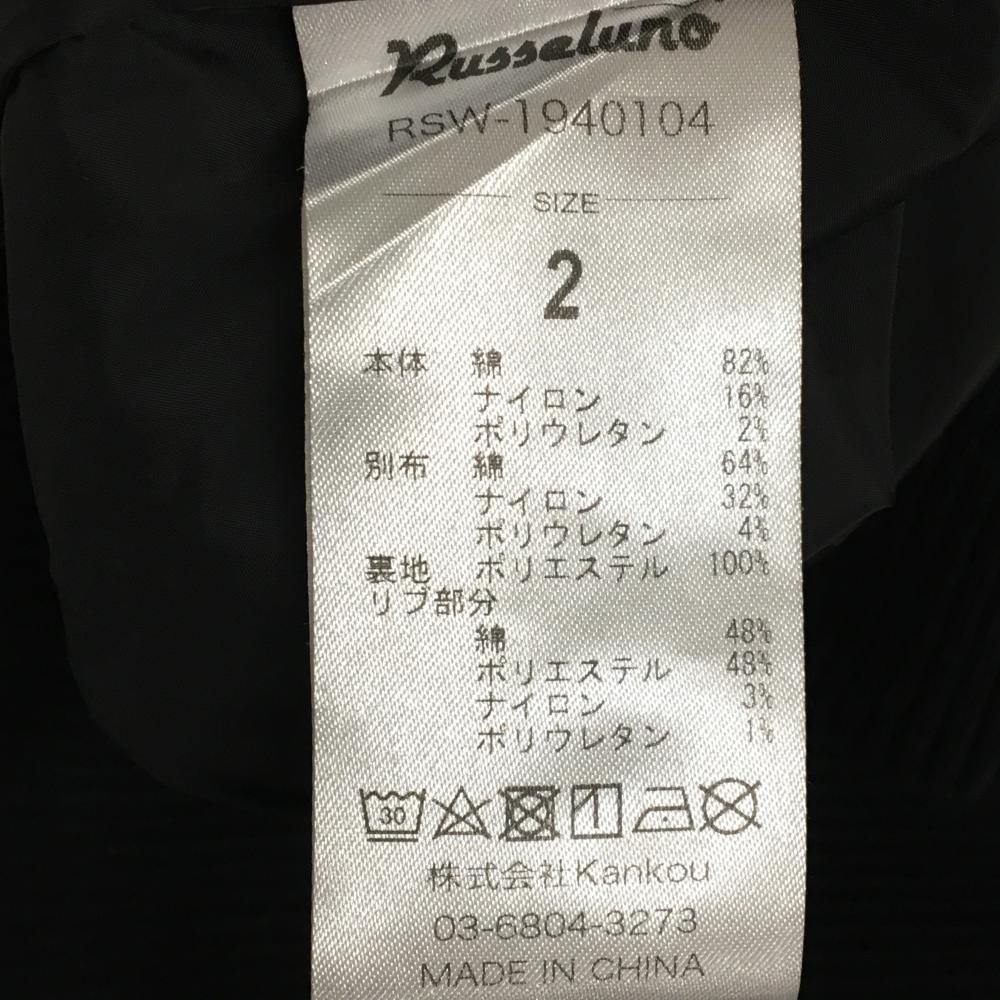 Russeluno
RSW-1940104
SIZE
2
本体 綿 82%
ナイロン 16%
ポリウレタン 2%
別布 綿 64%
ナイロン 32%
ポリウレタン 4%
裏地 ポリエステル 100%
リブ部分
綿 48%
ポリエステル 48%
ナイロン 3%
ポリウレタン 1%
30
株式会社Kankou
03-6804-3273
MADE IN CHINA